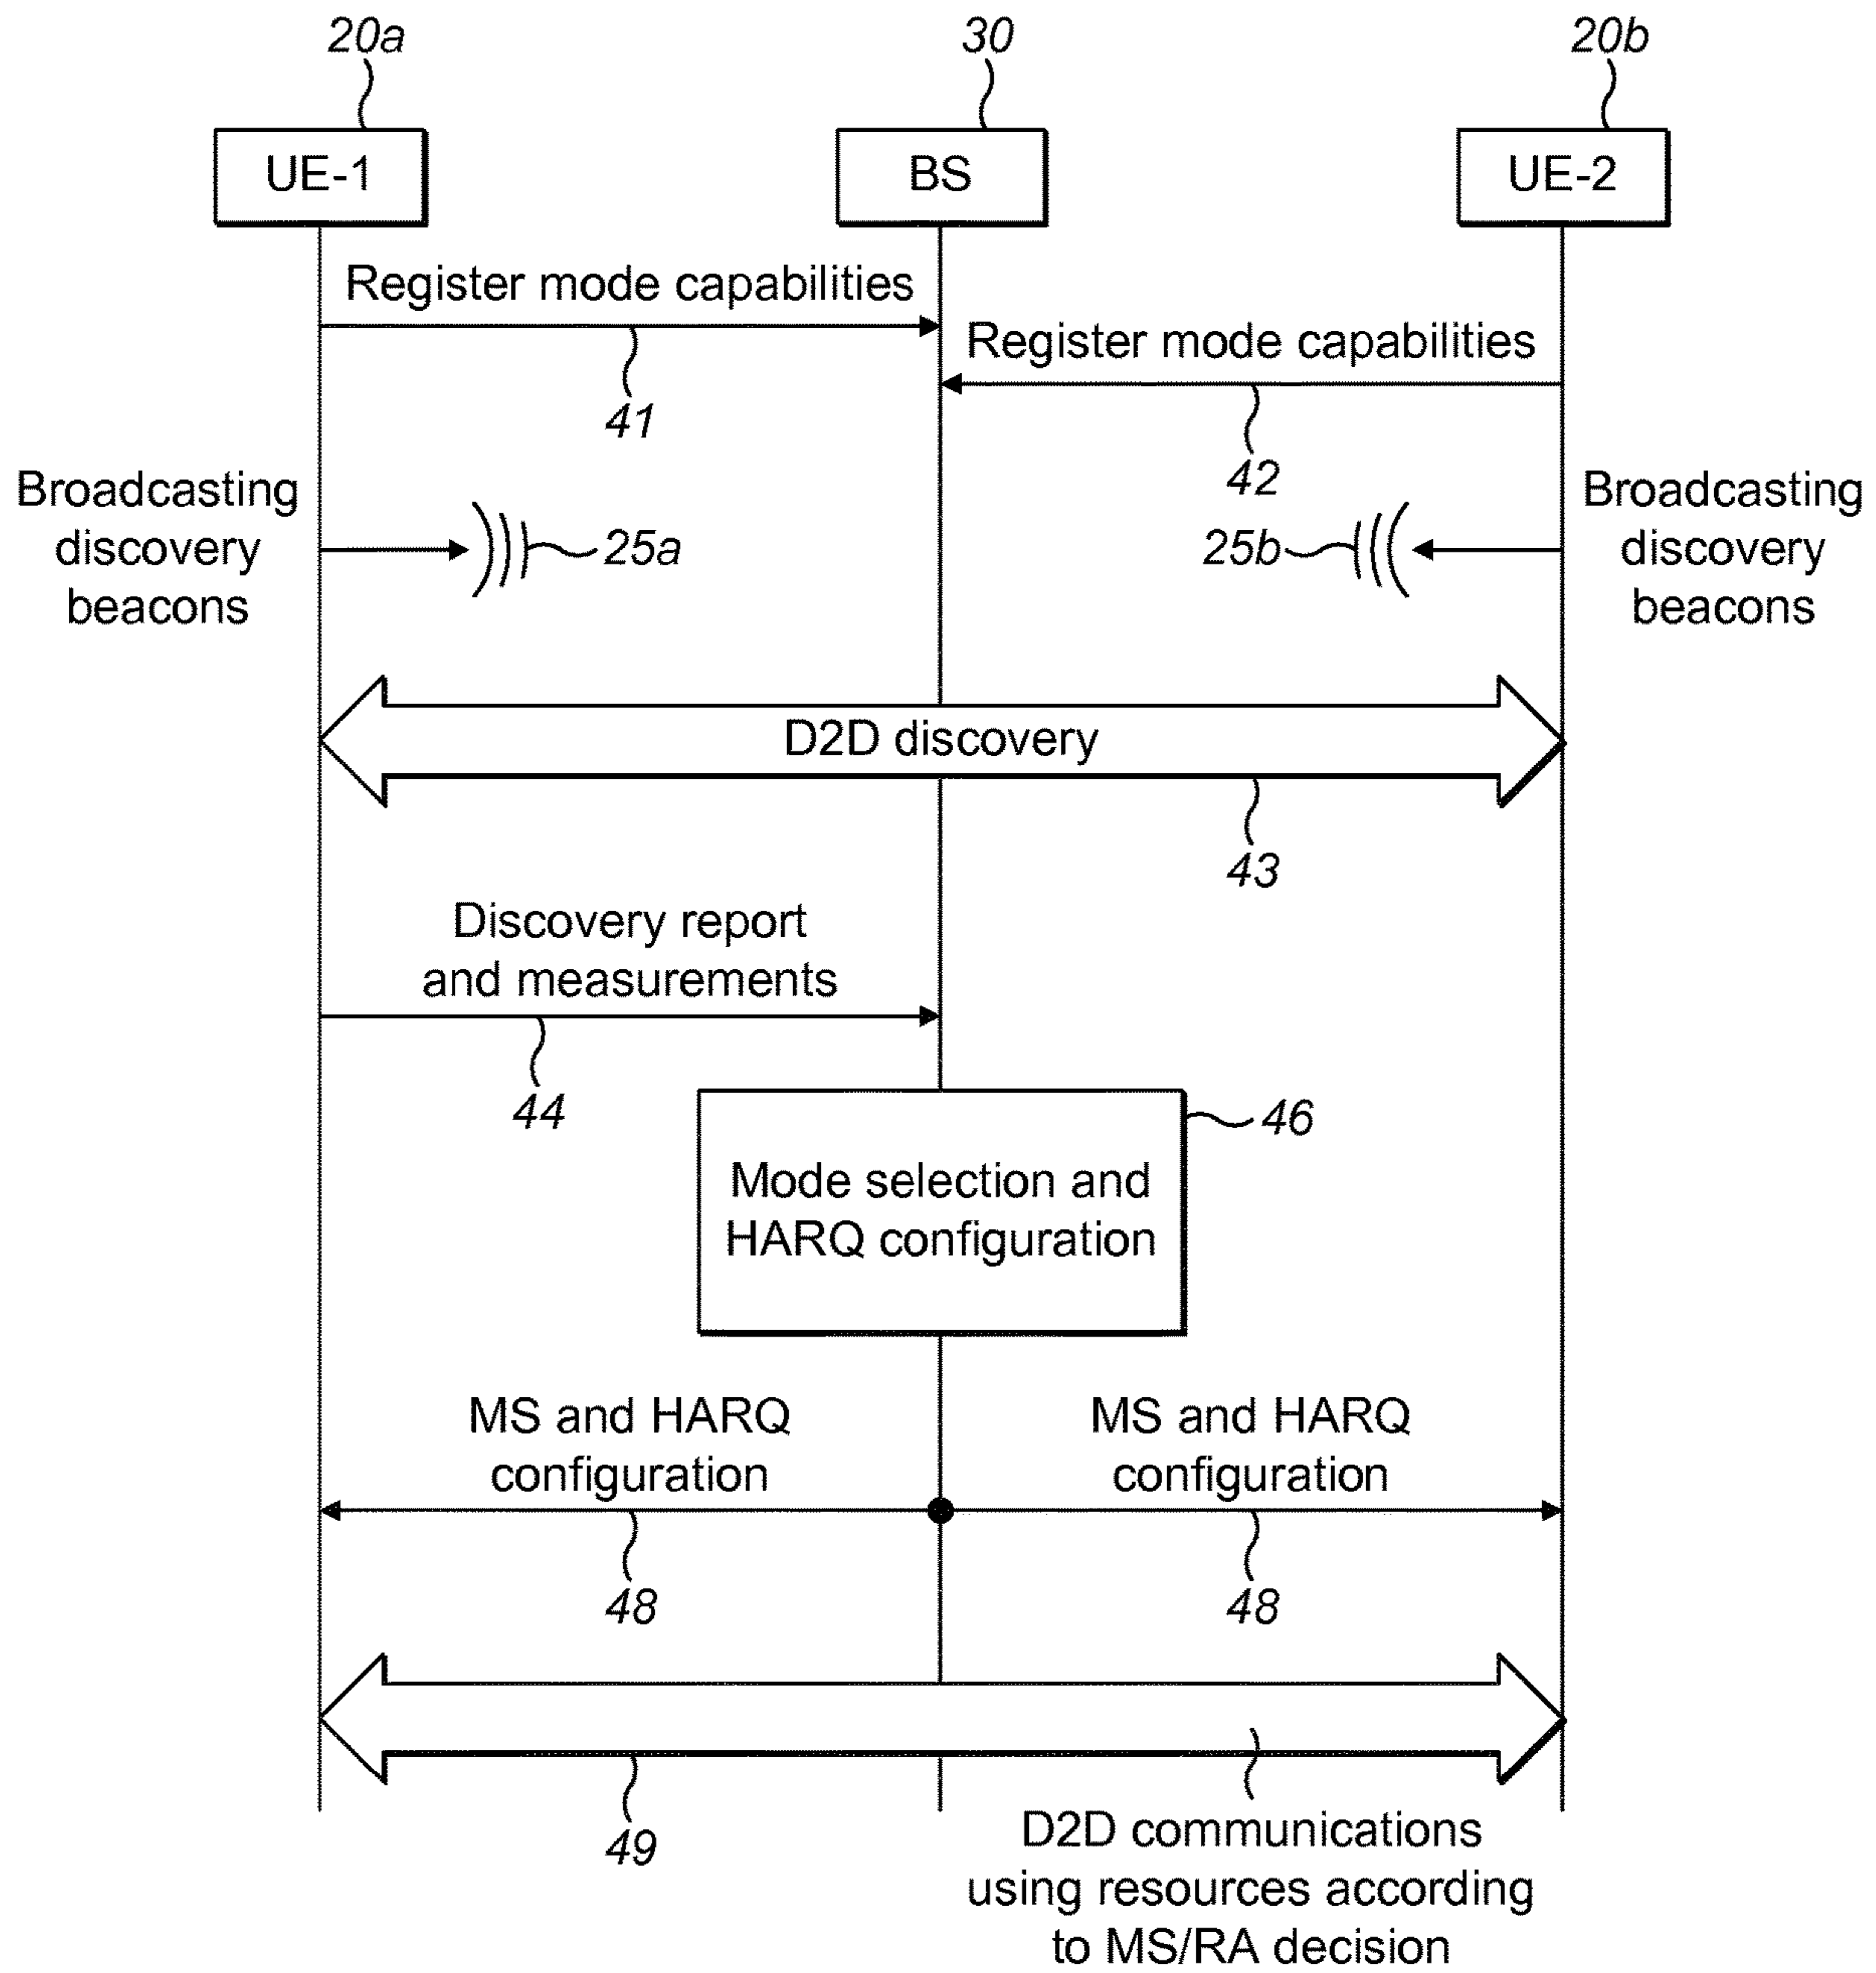 20a
30
20b
UE-1
BS
UE-2
Register mode capabilities
Register mode capabilities
41
42
Broadcasting
discovery
beacons
25a
25b
Broadcasting
discovery
beacons
D2D discovery
43
Discovery report
and measurements
44
46
Mode selection and
HARQ configuration
MS and HARQ
configuration
MS and HARQ
configuration
48
48
49
D2D communications
using resources according
to MS/RA decision